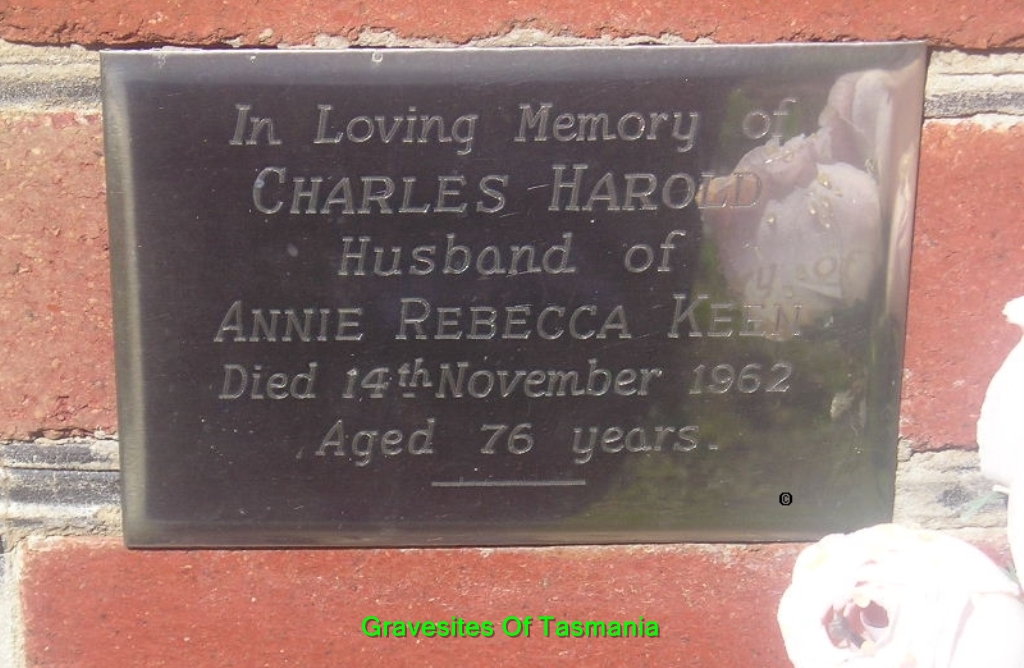 In Loving Memory of
CHARLES HAROLD
Husband of
ANNIE REBECCA KEEN
Died 14th November 1962
Aged 76 years.
©
Gravesites Of Tasmania